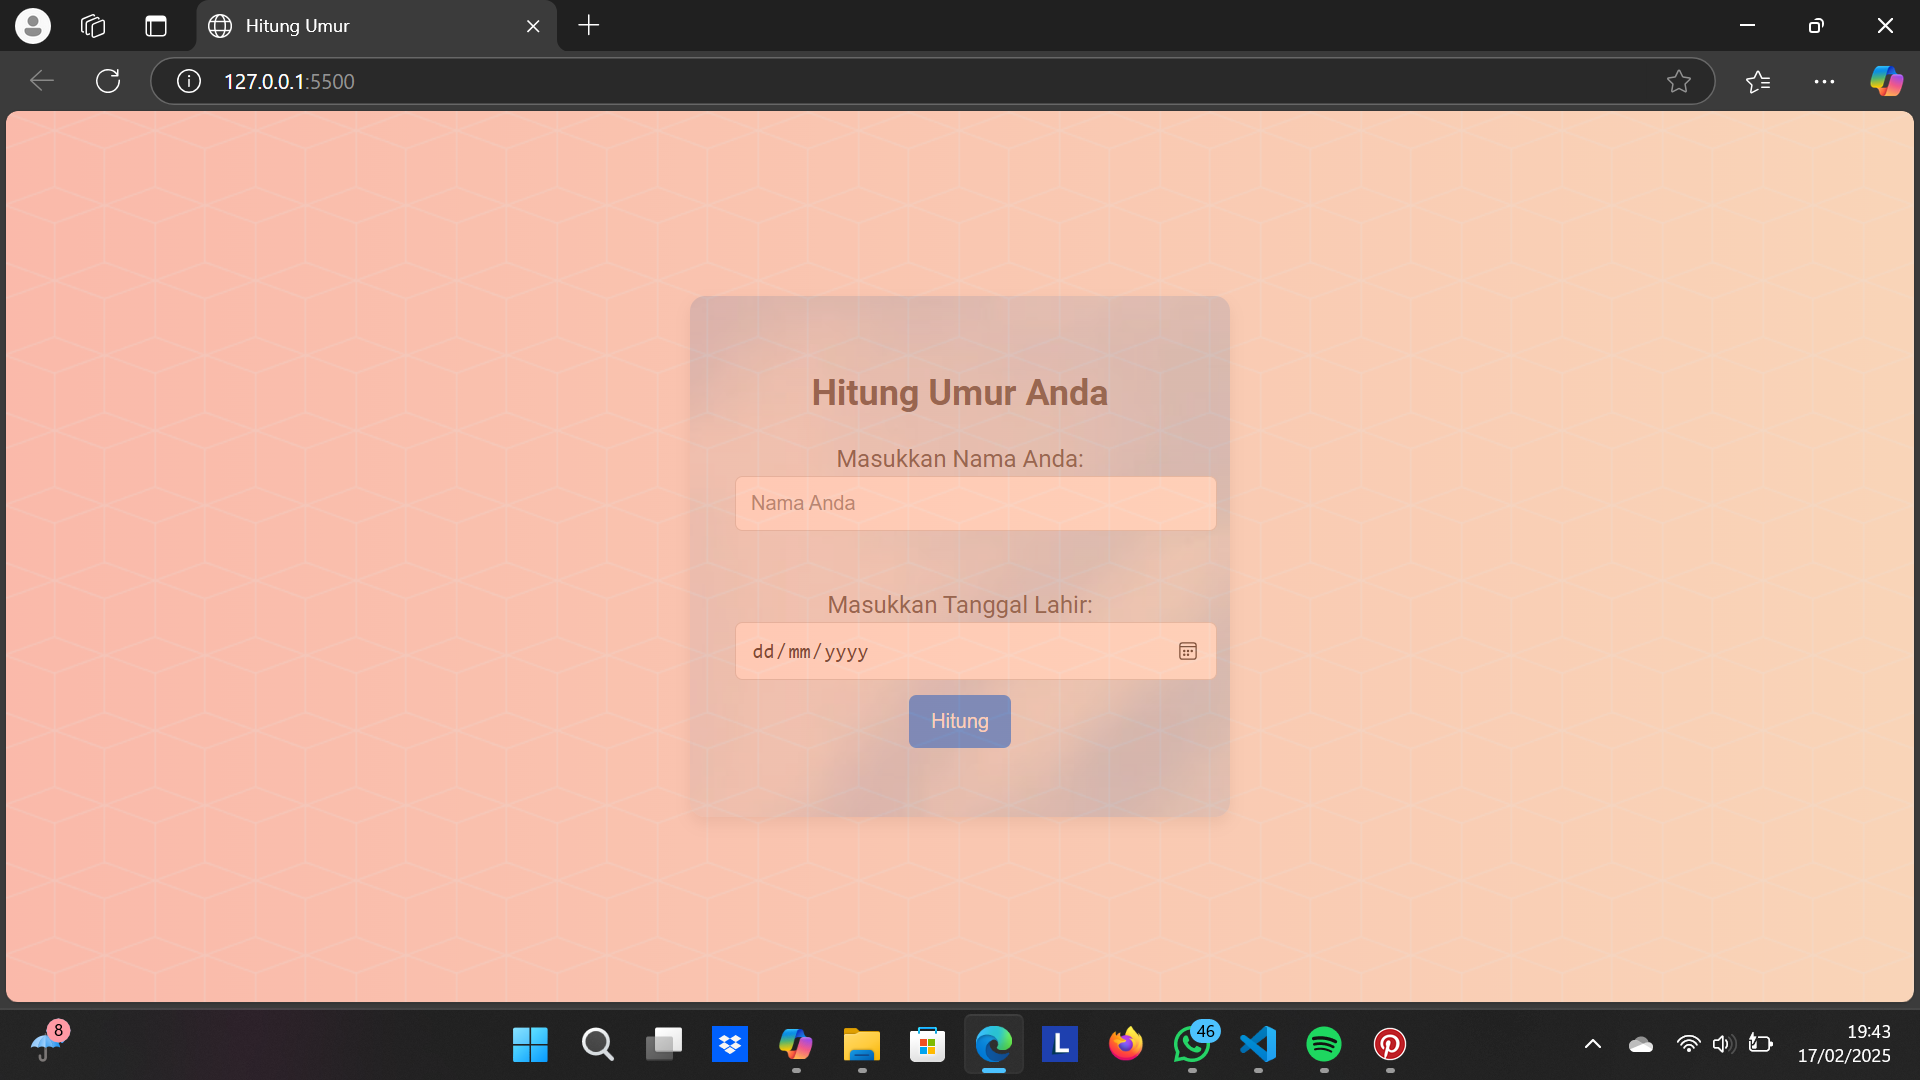 Hitung Umur
127.0.0.1:5500
Hitung Umur Anda
Masukkan Nama Anda:
Nama Anda
Masukkan Tanggal Lahir:
dd/mm/yyyy
Hitung
8
L
46
19:43
17/02/2025